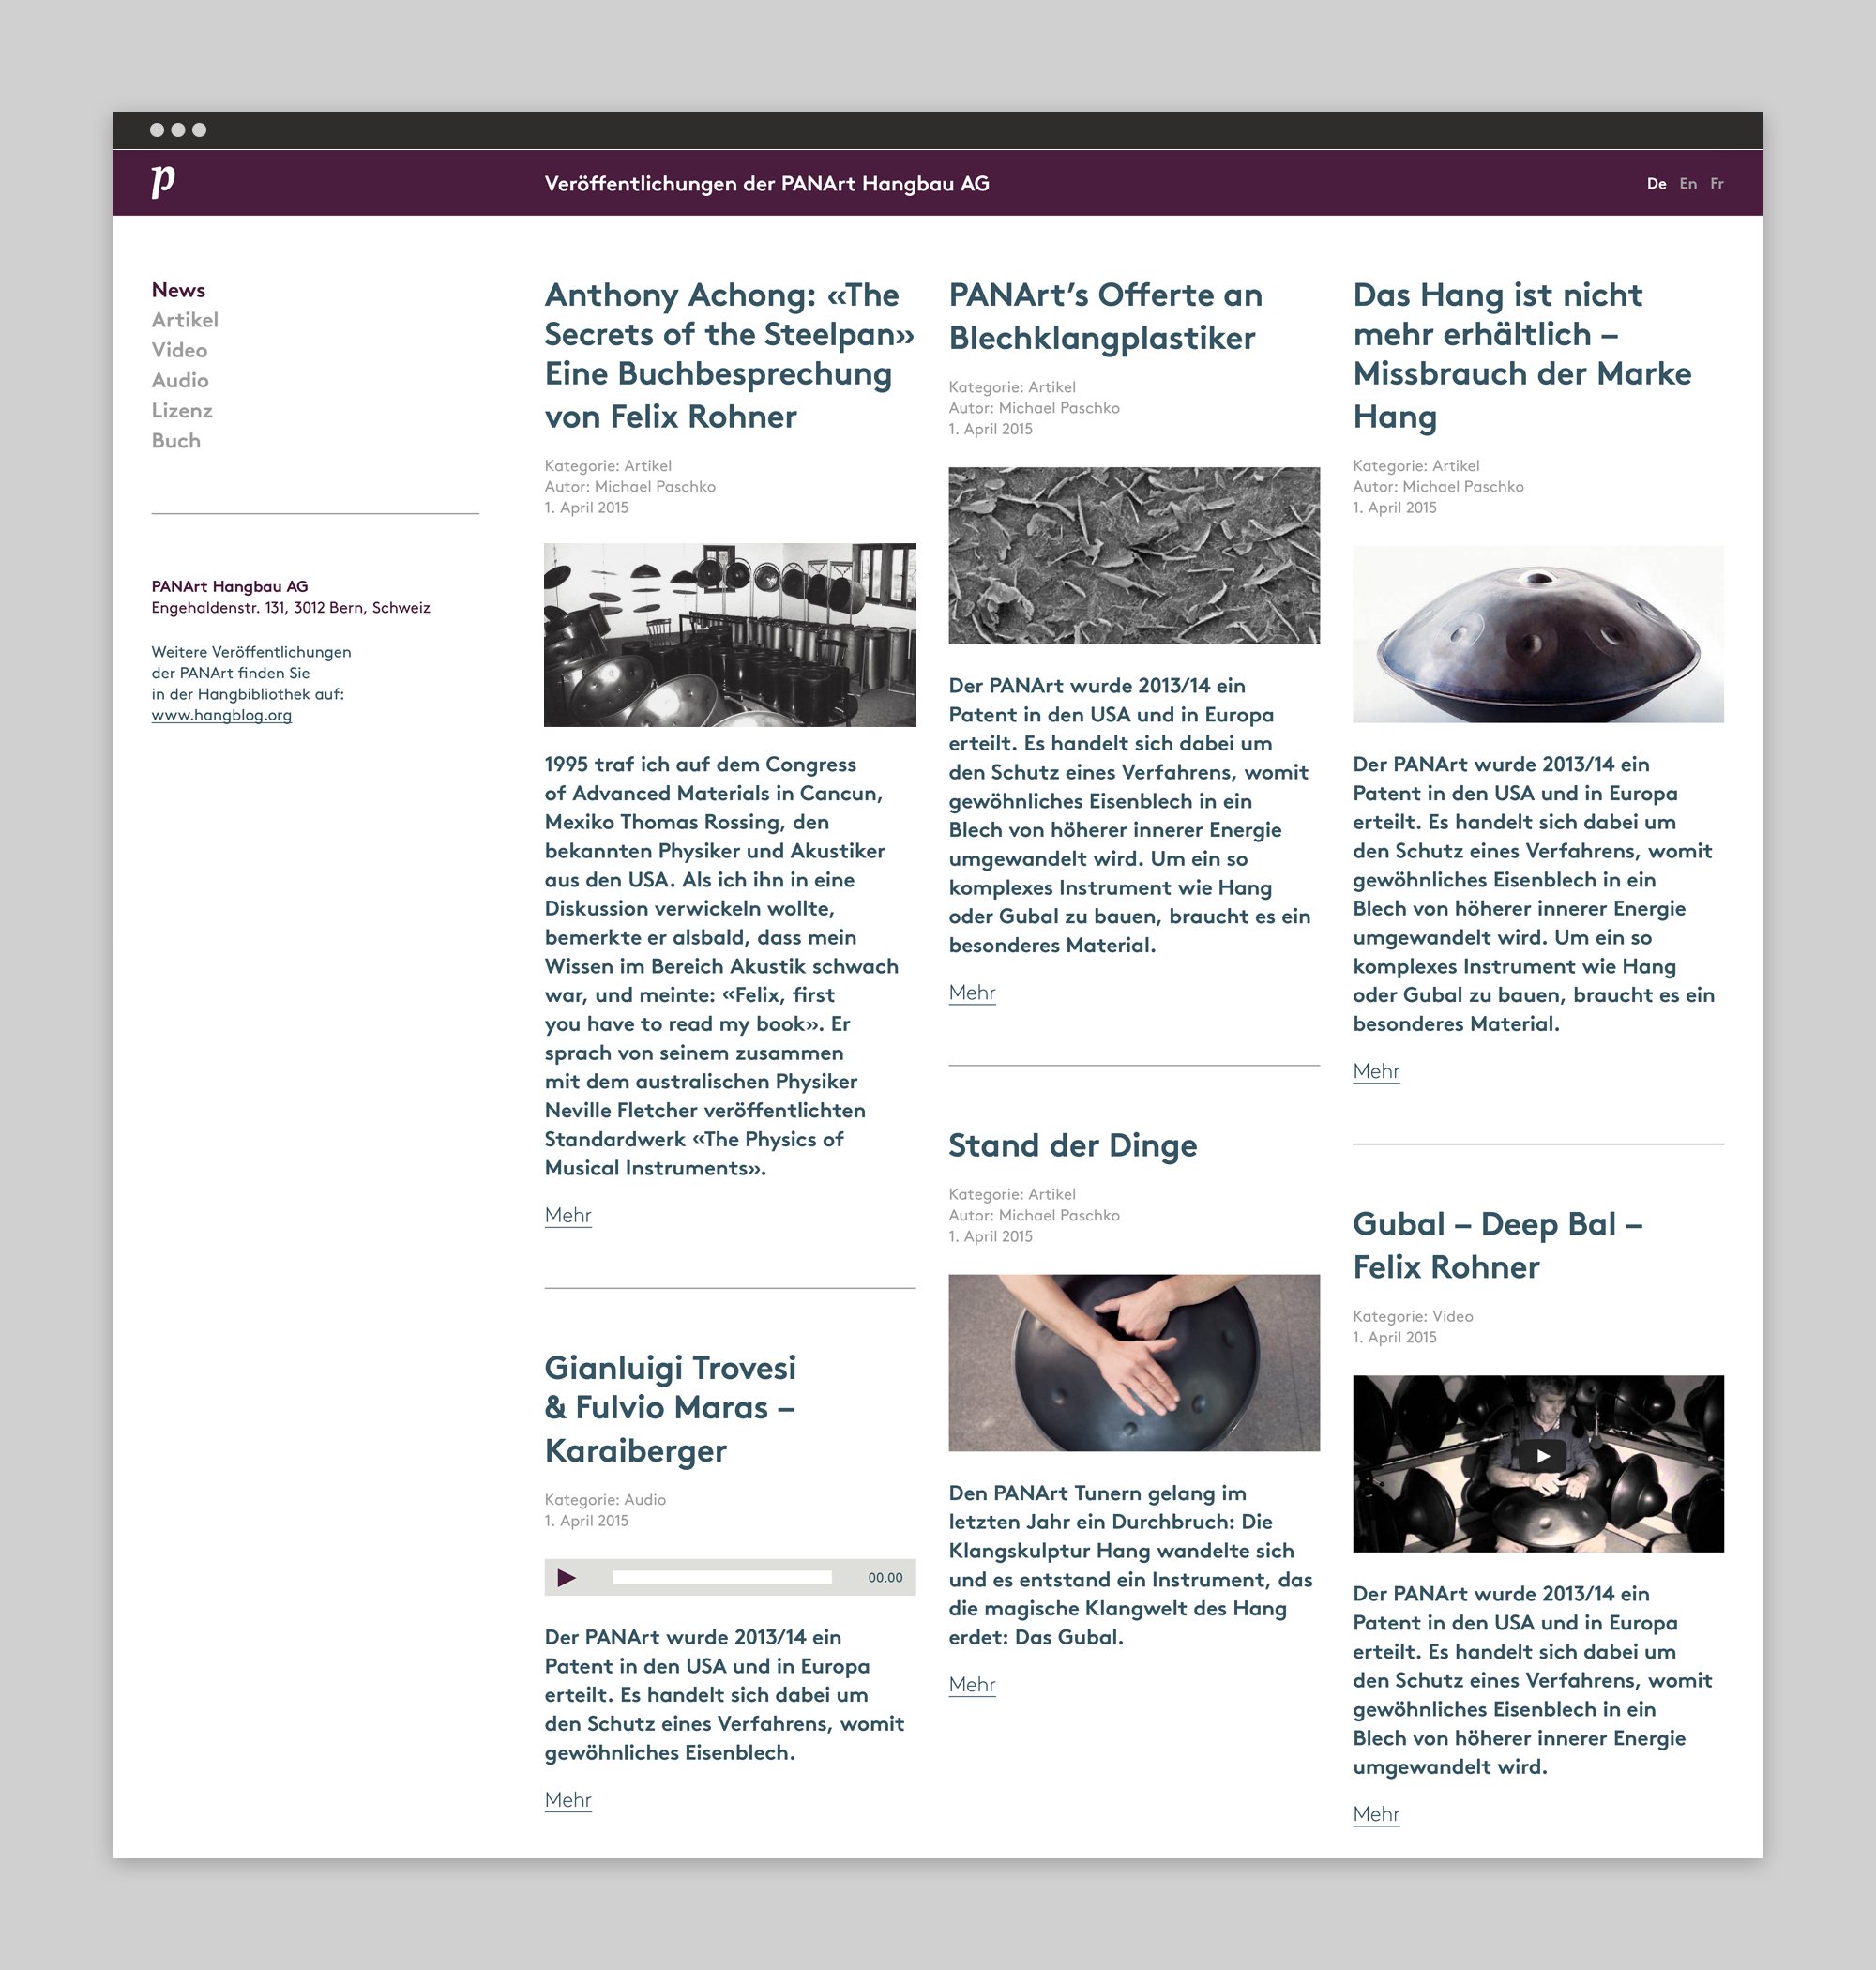 p
Veröffentlichungen der PANArt Hangbau AG
De En Fr
News
Artikel
Video
Audio
Lizenz
Buch
PANArt Hangbau AG
Engehaldenstr. 131, 3012 Bern, Schweiz
Weitere Veröffentlichungen
der PANArt finden Sie
in der Hangbibliothek auf:
www.hangblog.org
Anthony Achong: «The
Secrets of the Steelpan»
Eine Buchbesprechung
von Felix Rohner
Kategorie: Artikel
Autor: Michael Paschko
1. April 2015
1995 traf ich auf dem Congress
of Advanced Materials in Cancun,
Mexiko Thomas Rossing, den
bekannten Physiker und Akustiker
aus den USA. Als ich ihn in eine
Diskussion verwickeln wollte,
bemerkte er alsbald, dass mein
Wissen im Bereich Akustik schwach
war, und meinte: «Felix, first
you have to read my book». Er
sprach von seinem zusammen
mit dem australischen Physiker
Neville Fletcher veröffentlichten
Standardwerk «The Physics of
Musical Instruments».
Mehr
Gianluigi Trovesi
& Fulvio Maras –
Karaiberger
Kategorie: Audio
1. April 2015
00.00
Der PANArt wurde 2013/14 ein
Patent in den USA und in Europa
erteilt. Es handelt sich dabei um
den Schutz eines Verfahrens, womit
gewöhnliches Eisenblech.
Mehr
PANArt’s Offerte an
Blechklangplastiker
Kategorie: Artikel
Autor: Michael Paschko
1. April 2015
Der PANArt wurde 2013/14 ein
Patent in den USA und in Europa
erteilt. Es handelt sich dabei um
den Schutz eines Verfahrens, womit
gewöhnliches Eisenblech in ein
Blech von höherer innerer Energie
umgewandelt wird. Um ein so
komplexes Instrument wie Hang
oder Gubal zu bauen, braucht es ein
besonderes Material.
Mehr
Stand der Dinge
Kategorie: Artikel
Autor: Michael Paschko
1. April 2015
Den PANArt Tunern gelang im
letzten Jahr ein Durchbruch: Die
Klangskulptur Hang wandelte sich
und es entstand ein Instrument, das
die magische Klangwelt des Hang
erdet: Das Gubal.
Mehr
Das Hang ist nicht
mehr erhältlich –
Missbrauch der Marke
Hang
Kategorie: Artikel
Autor: Michael Paschko
1. April 2015
Der PANArt wurde 2013/14 ein
Patent in den USA und in Europa
erteilt. Es handelt sich dabei um
den Schutz eines Verfahrens, womit
gewöhnliches Eisenblech in ein
Blech von höherer innerer Energie
umgewandelt wird. Um ein so
komplexes Instrument wie Hang
oder Gubal zu bauen, braucht es ein
besonderes Material.
Mehr
Gubal – Deep Bal –
Felix Rohner
Kategorie: Video
1. April 2015
Der PANArt wurde 2013/14 ein
Patent in den USA und in Europa
erteilt. Es handelt sich dabei um
den Schutz eines Verfahrens, womit
gewöhnliches Eisenblech in ein
Blech von höherer innerer Energie
umgewandelt wird.
Mehr